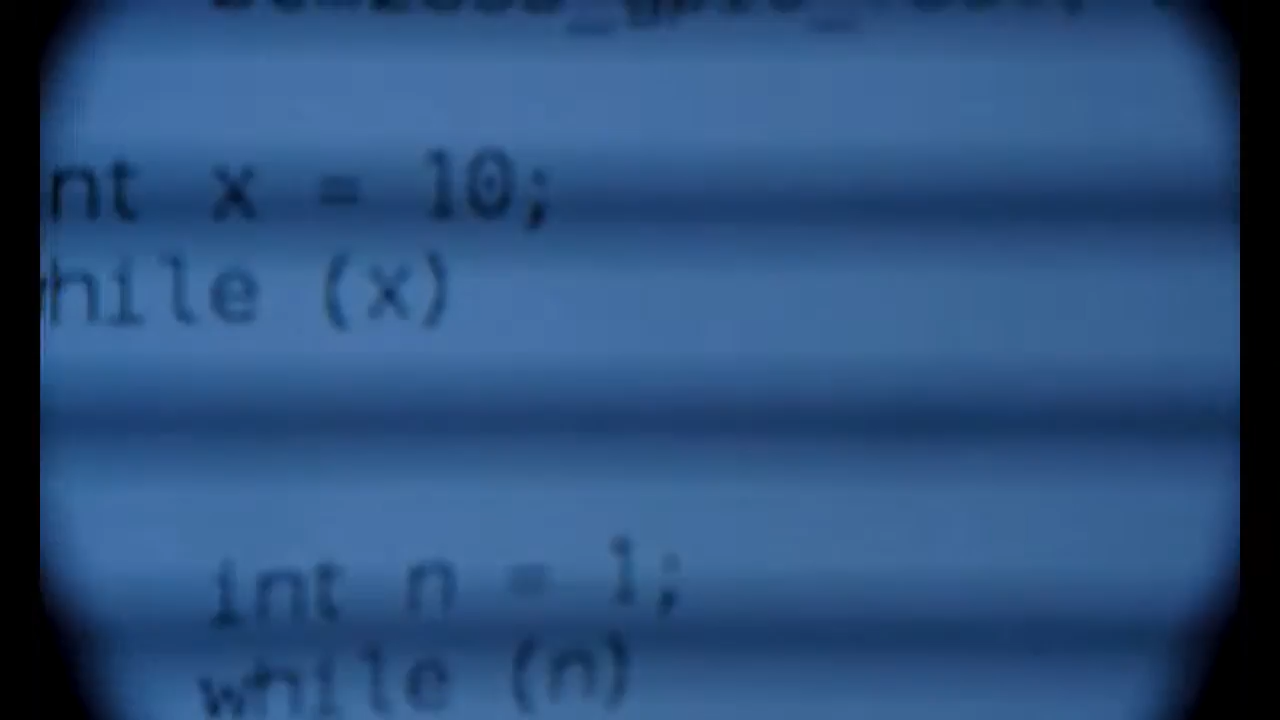 nt x = 10;
hile (x)
int n = 1;
while (n)